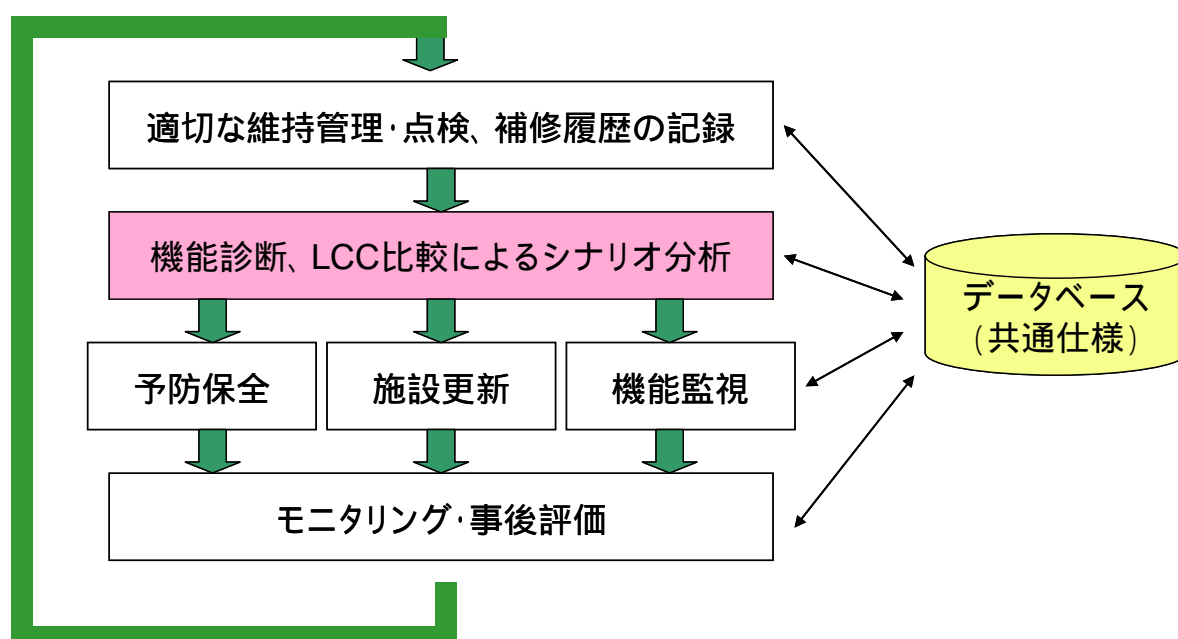 適切な維持管理･点検、補修履歴の記録
機能診断、LCC比較によるシナリオ分析
予防保全
施設更新
機能監視
モニタリング･事後評価
データベース
(共通仕様)